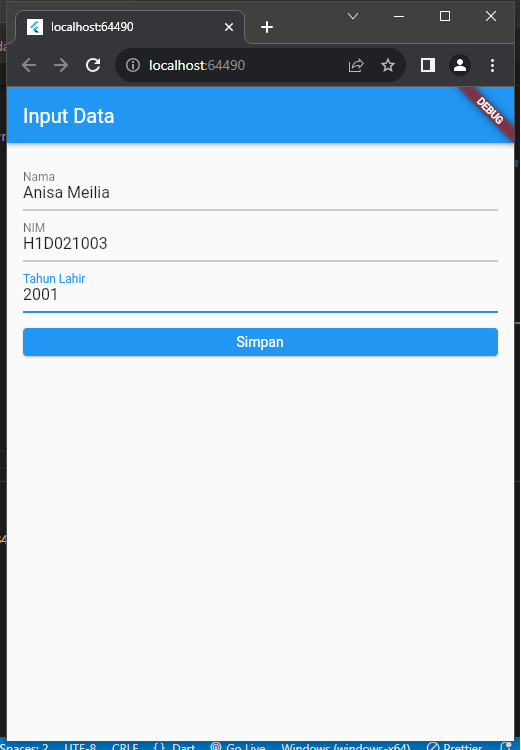 localhost:64490
localhost:64490
Input Data
DEBUG
Nama
Anisa Meilia
NIM
H1D021003
Tahun Lahir
2001
Simpan
Spaces: 2 UTF-8 CRLF { } Dart Go Live Windows (windows-x64) Prettier